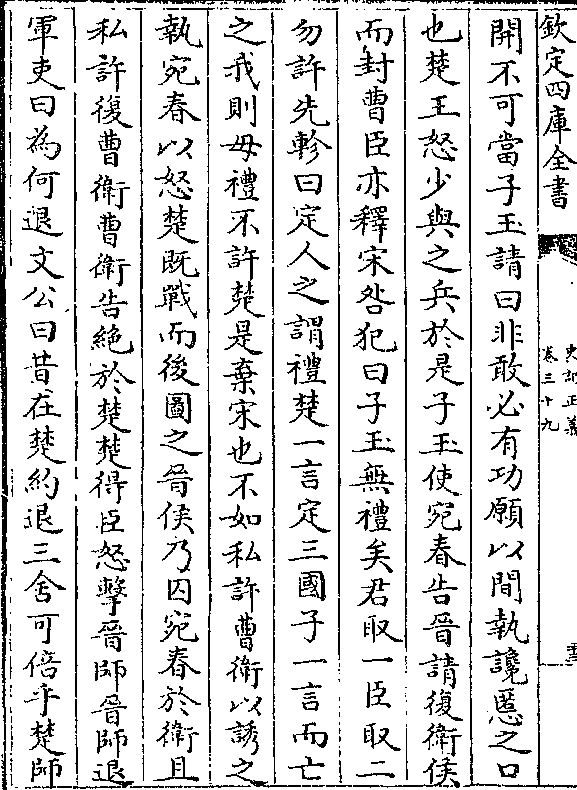 欽定四庫全書
史記正義
卷三十九
開不可當子玉請曰非敢必有功願以間執讒慝之口
也楚王怒少與之兵於是子玉使宛春告晉請復衛侯
而封曹臣亦釋宋咎犯曰子玉無禮矣君取一臣取二
勿許先軫曰定人之謂禮楚一言定三國子一言而亡
之我則毋禮不許楚是棄宋也不如私許曹衛以誘之
執宛春以怒楚既戰而後圖之晉侯乃囚宛春於衛且
私許復曹衛曹衛告絕於楚楚得臣怒擊晉師晉師退
軍吏曰為何退文公曰昔在楚約退三舍可倍乎楚師